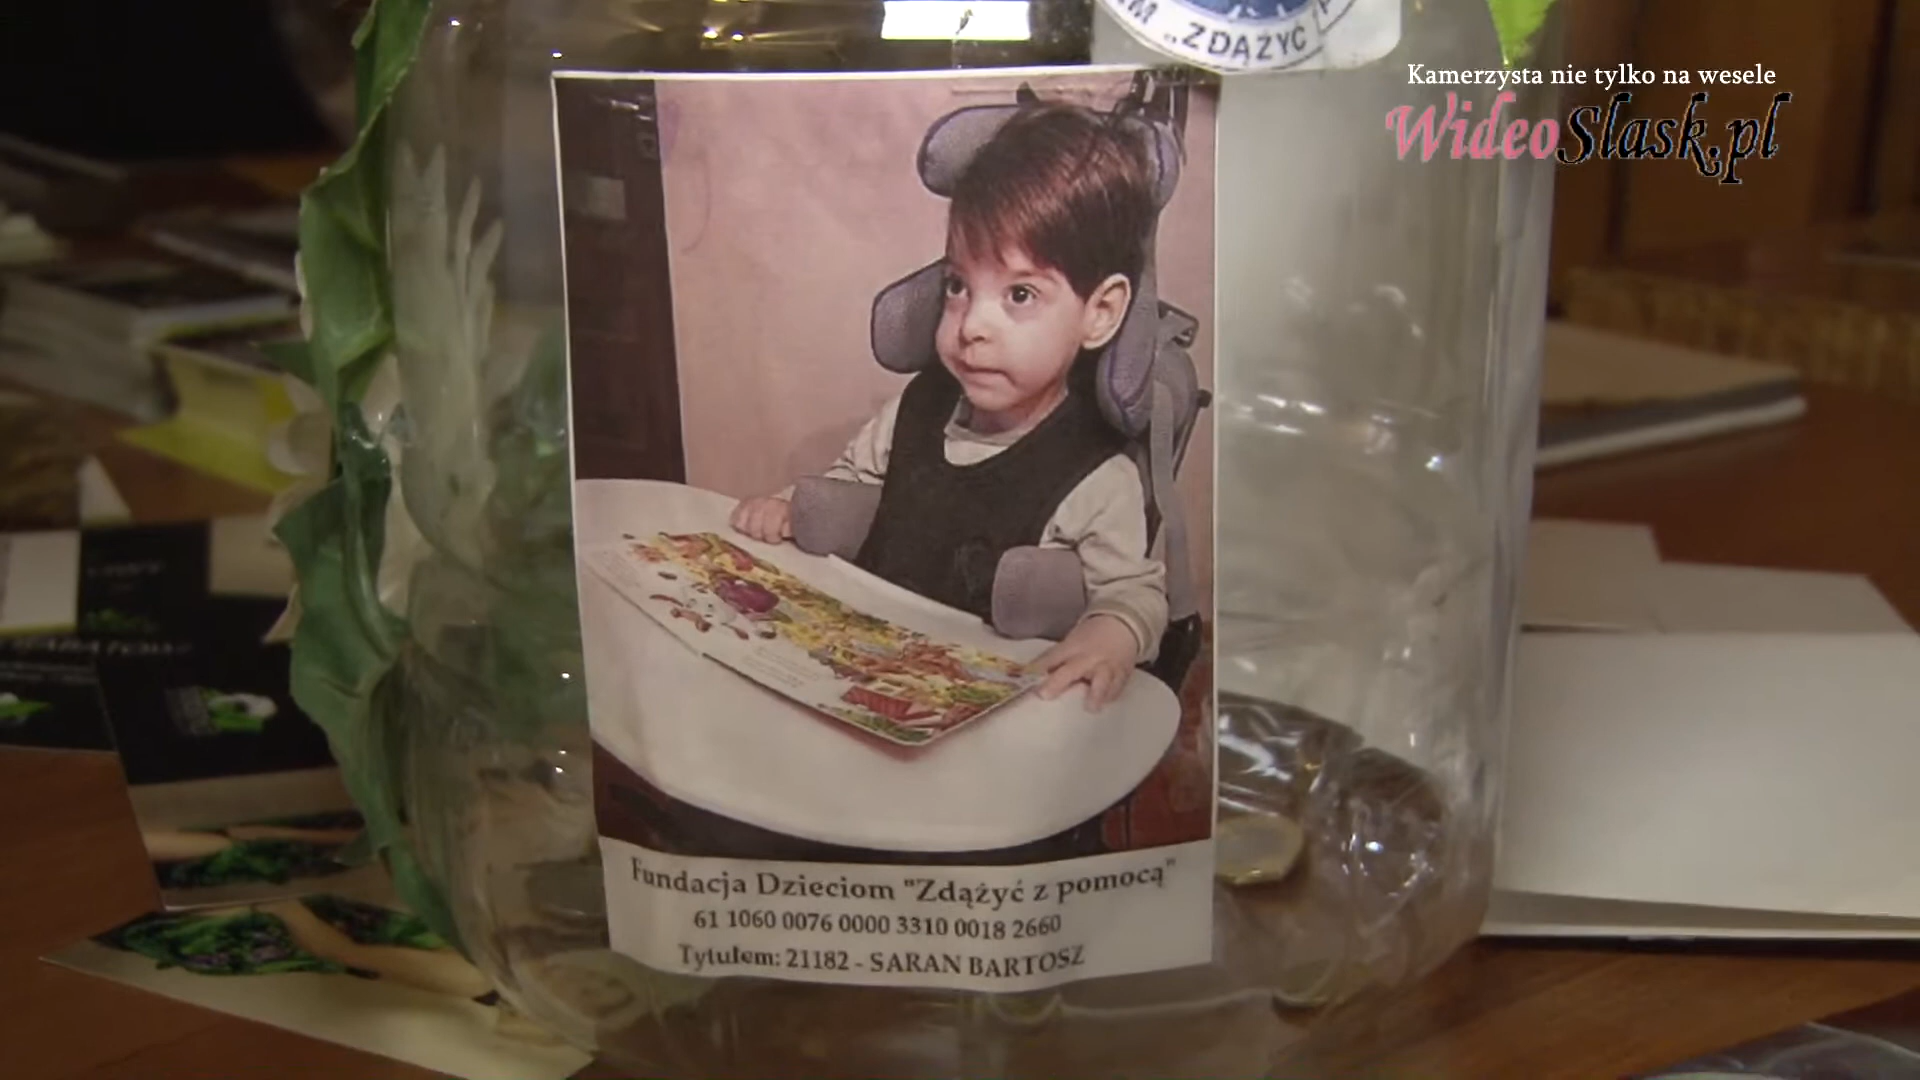 „ZDĄŻYĆ
Kamerzysta nie tylko na wesele
WideoSlask.pl
Fundacja Dzieciom "Zdążyć z pomocą"
61 1060 0076 0000 3310 0018 2660
Tytułem: 21182 - SARAN BARTOSZ